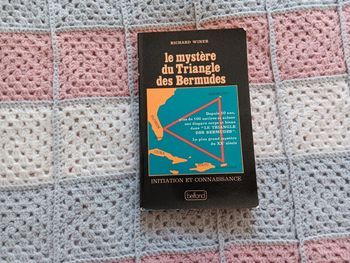 RICHARD WINER
le mystère
du Triangle
des Bermudes
Depuis 30 ans,
plus de 100 navires et avions
ont disparu corps et biens
dans "LE TRIANGLE
DES BERMUDES".
Le plus grand mystère
du XXe siècle
INITIATION ET CONNAISSANCE
belfond